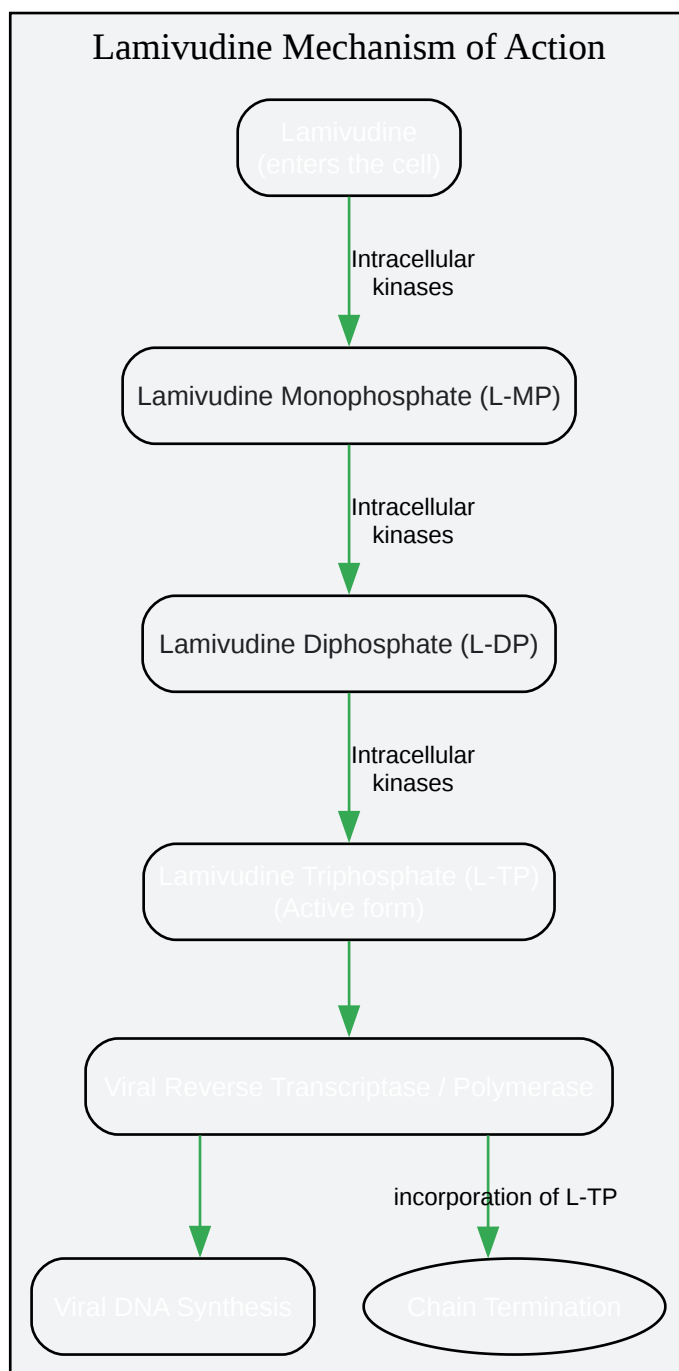 Lamivudine Mechanism of Action
Lamivudine
(enters the cell)
Intracellular
kinases
Lamivudine Monophosphate (L-MP)
Intracellular
kinases
Lamivudine Diphosphate (L-DP)
Intracellular
kinases
Lamivudine Triphosphate (L-TP)
(Active form)
Viral Reverse Transcriptase / Polymerase
incorporation of L-TP
Viral DNA Synthesis
Chain Termination